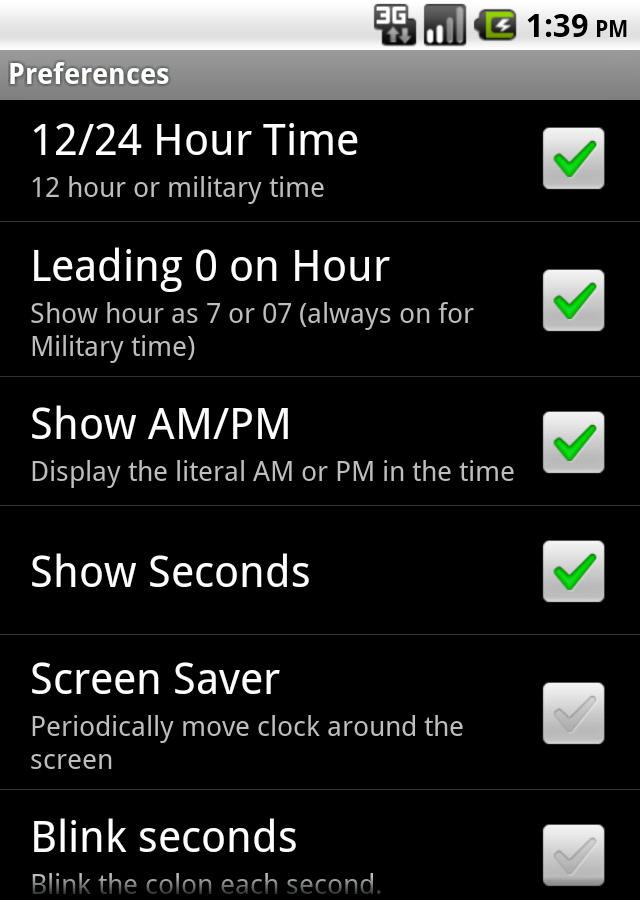 3G
1:39 PM
Preferences
12/24 Hour Time
12 hour or military time
Leading 0 on Hour
Show hour as 7 or 07 (always on for
Military time)
Show AM/PM
Display the literal AM or PM in the time
Show Seconds
Screen Saver
Periodically move clock around the
screen
Blink seconds
Blink the colon each second.